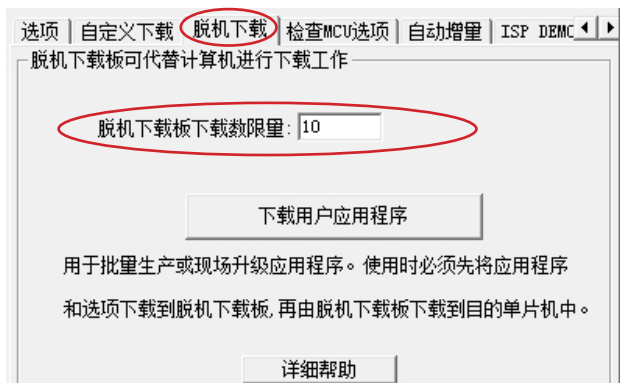 选项 自定义下载 脱机下载 检查MCU选项 自动增量 ISP DEMO
脱机下载板可代替计算机进行下载工作
脱机下载板下载数限量: 10
下载用户应用程序
用于批量生产或现场升级应用程序。使用时必须先将应用程序
和选项下载到脱机下载板,再由脱机下载板下载到目的单片机中。
详细帮助